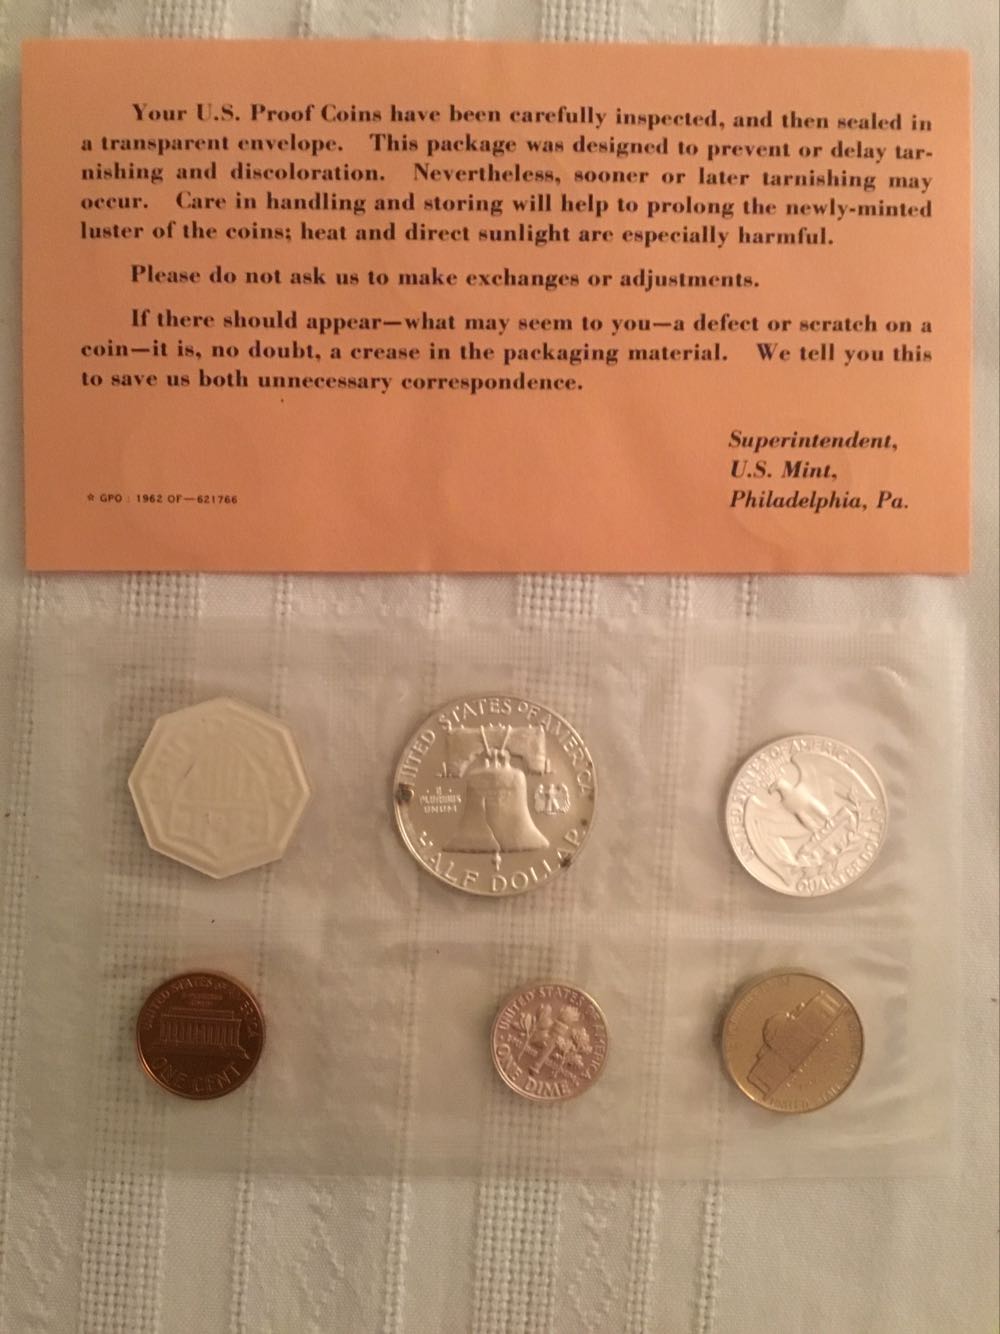 Your U.S. Proof Coins have been carefully inspected, and then sealed in
a transparent envelope. This package was designed to prevent or delay tar-
nishing and discoloration. Nevertheless, sooner or later tarnishing may
occur. Care in handling and storing will help to prolong the newly-minted
luster of the coins; heat and direct sunlight are especially harmful.
Please do not ask us to make exchanges or adjustments.
If there should appear—what may seem to you—a defect or scratch on a
coin—it is, no doubt, a crease in the packaging material. We tell you this
to save us both unnecessary correspondence.
Superintendent,
U.S. Mint,
Philadelphia, Pa.
☆ GPO : 1962 OF—621766
UNITED STATES OF AMERICA
E
PLURIBUS
UNUM
HALF DOLLAR
UNITED STATES OF AMERICA
QUARTER DOLLAR
UNITED STATES OF AMERICA
ONE CENT
UNITED STATES OF AMERICA
ONE DIME